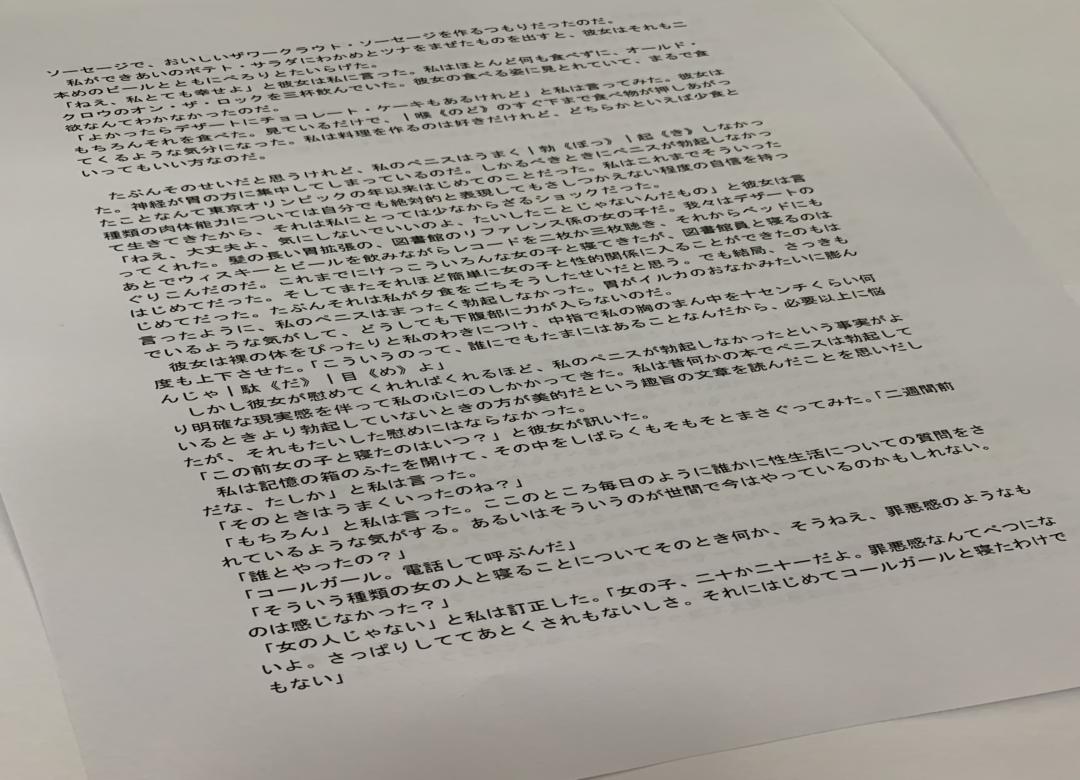 ソーセージで、おいしいザワークラウト・ソーセージを作るつもりだったのだ。
　私ができあいのポテト・サラダにわかめとツナをまぜたものを出すと、彼女はそれも二
本めのビールとともにぺろりとたいらげた。
「ねえ、私とても幸せよ」と彼女は私に言った。私はほとんど何も食べずに、オールド・
クロウのオン・ザ・ロックを三杯飲んでいた。彼女の食べる姿に見とれていて、まるで食
欲なんてわかなかったのだ。
「よかったらデザートにチョコレート・ケーキもあるけれど」と私は言ってみた。彼女は
もちろんそれを食べた。見ているだけで、｜喉《のど》のすぐ下まで食べ物が押しあがっ
てくるような気分になった。私は料理を作るのは好きだけれど、どちらかといえば少食と
いってもいい方なのだ。
　たぶんそのせいだと思うけれど、私のペニスはうまく｜勃《ぼっ》｜起《き》しなかっ
た。神経が胃の方に集中してしまっているのだ。しかるべきときにペニスが勃起しなかっ
たことなんて東京オリンピックの年以来はじめてのことだった。私はこれまでそういった
種類の肉体能力については自分でも絶対的と表現してもさしつかえない程度の自信を持っ
て生きてきたから、それは私にとっては少なからざるショックだった。
「ねえ、大丈夫よ、気にしないでいいのよ、たいしたことじゃないんだもの」と彼女は言
ってくれた。髪の長い胃拡張の、図書館のリファレンス係の女の子だ。我々はデザートの
あとでウィスキーとビールを飲みながらレコードを二枚か三枚聴き、それからベッドにも
ぐりこんだのだ。これまでにけっこういろんな女の子と寝てきたが、図書館員と寝るのは
はじめてだった。そしてまたそれほど簡単に女の子と性的関係に入ることができたのもは
じめてだった。たぶんそれは私が夕食をごちそうしたせいだと思う。でも結局、さっきも
言ったように、私のペニスはまったく勃起しなかった。胃がイルカのおなかみたいに膨ん
でいるような気がして、どうしても下腹部に力が入らないのだ。
　彼女は裸の体をぴったりと私のわきにつけ、中指で私の胸のまん中を十センチくらい何
度も上下させた。「こういうのって、誰にでもたまにはあることなんだから、必要以上に悩
んじゃ｜駄《だ》｜目《め》よ」
　しかし彼女が慰めてくれればくれるほど、私のペニスが勃起しなかったという事実がよ
り明確な現実感を伴って私の心にのしかかってきた。私は昔何かの本でペニスは勃起して
いるときより勃起していないときの方が美的だという趣旨の文章を読んだことを思いだし
たが、それもたいした慰めにはならなかった。
「この前女の子と寝たのはいつ？」と彼女が訊いた。
　私は記憶の箱のふたを開けて、その中をしばらくもそもそとまさぐってみた。「二週間前
だな、たしか」と私は言った。
「そのときはうまくいったのね？」
「もちろん」と私は言った。ここのところ毎日のように誰かに性生活についての質問をさ
れているような気がする。あるいはそういうのが世間で今はやっているのかもしれない。
「誰とやったの？」
「コールガール。電話して呼ぶんだ」
「そういう種類の女の人と寝ることについてそのとき何か、そうねえ、罪悪感のようなも
のは感じなかった？」
「女の人じゃない」と私は訂正した。「女の子、二十か二十一だよ。罪悪感なんてべつにな
いよ。さっぱりしててあとくされもないしさ。それにはじめてコールガールと寝たわけで
もない」